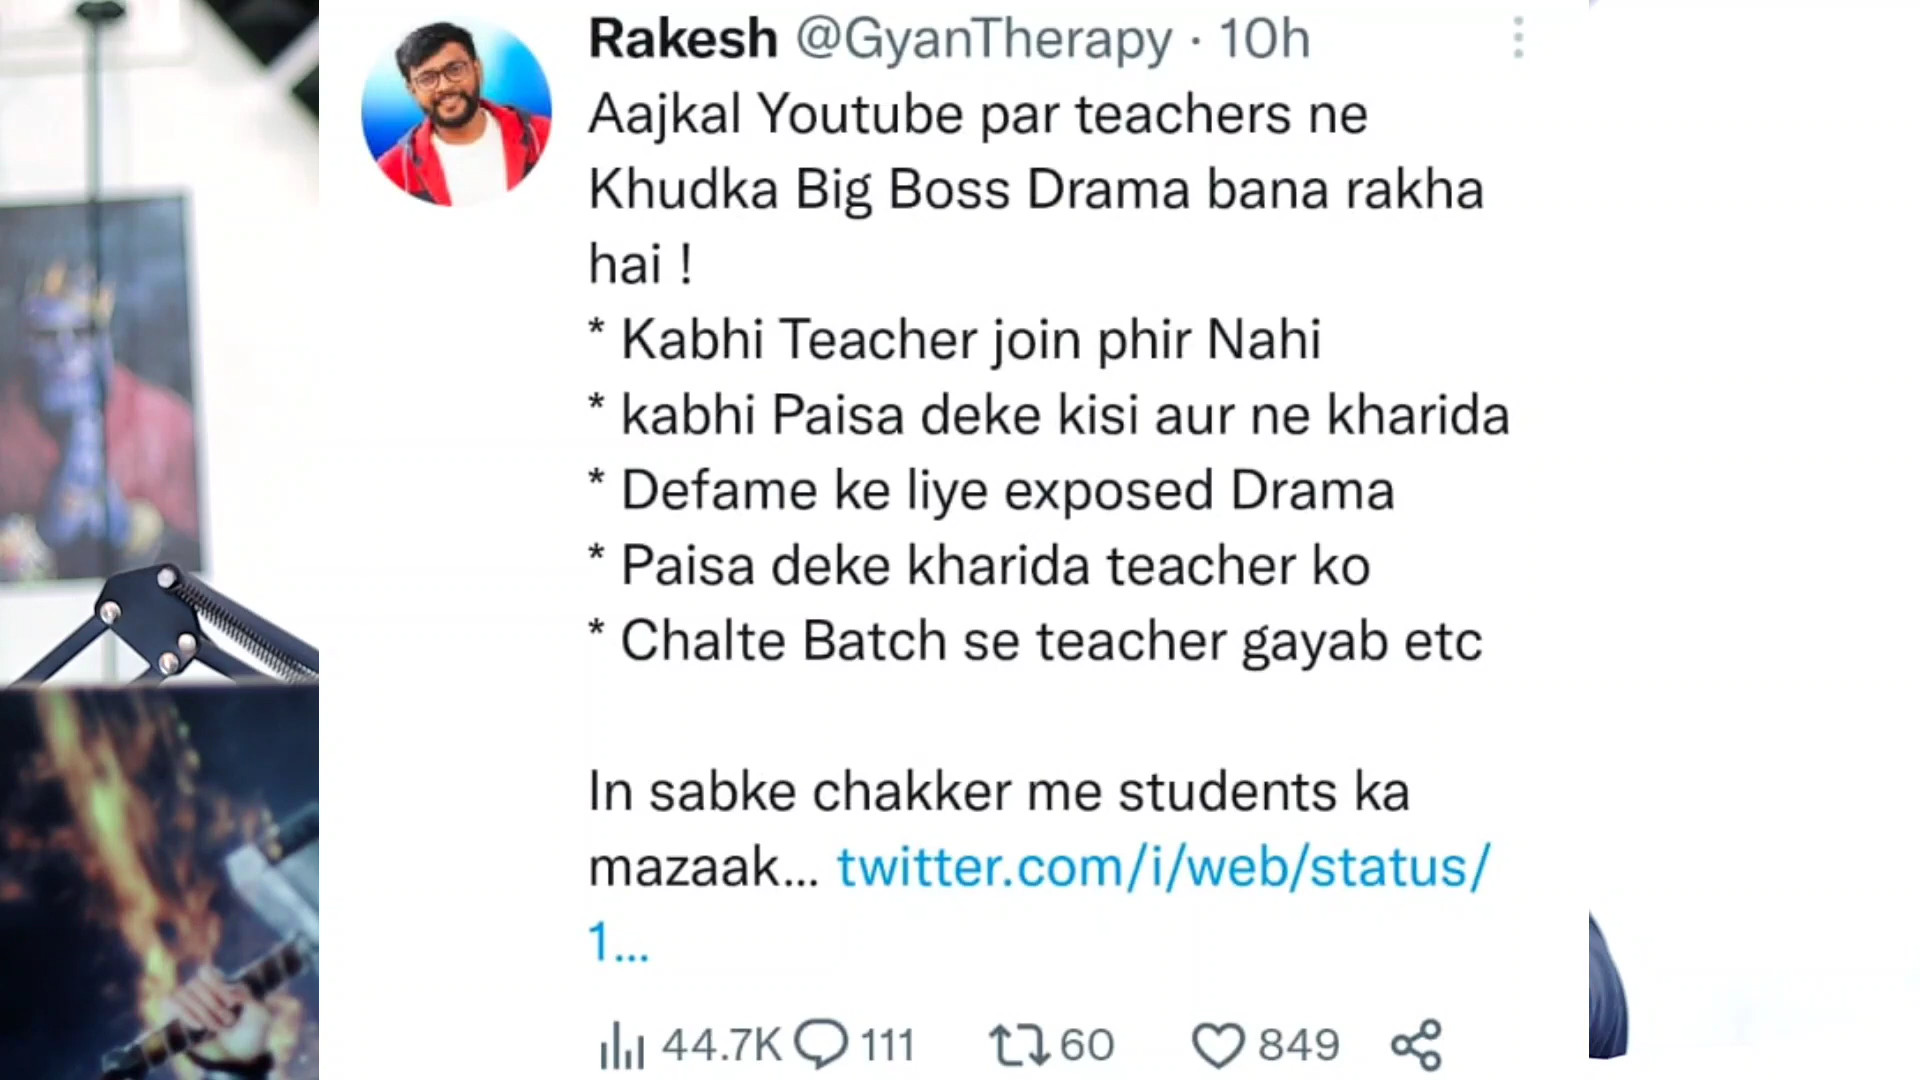 Rakesh @GyanTherapy · 10h
Aajkal Youtube par teachers ne
Khudka Big Boss Drama bana rakha
hai !
* Kabhi Teacher join phir Nahi
* kabhi Paisa deke kisi aur ne kharida
* Defame ke liye exposed Drama
* Paisa deke kharida teacher ko
* Chalte Batch se teacher gayab etc
In sabke chakker me students ka
mazaak... twitter.com/i/web/status/
1...
44.7K 111 60 849